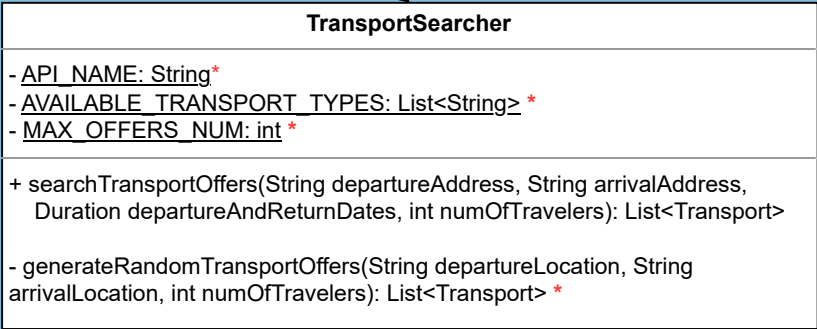 TransportSearcher
- API_NAME: String*
- AVAILABLE_TRANSPORT_TYPES: List<String> *
- MAX_OFFERS_NUM: int *
+ searchTransportOffers(String departureAddress, String arrivalAddress,
Duration departureAndReturnDates, int numOfTravelers): List<Transport>
- generateRandomTransportOffers(String departureLocation, String
arrivalLocation, int numOfTravelers): List<Transport> *